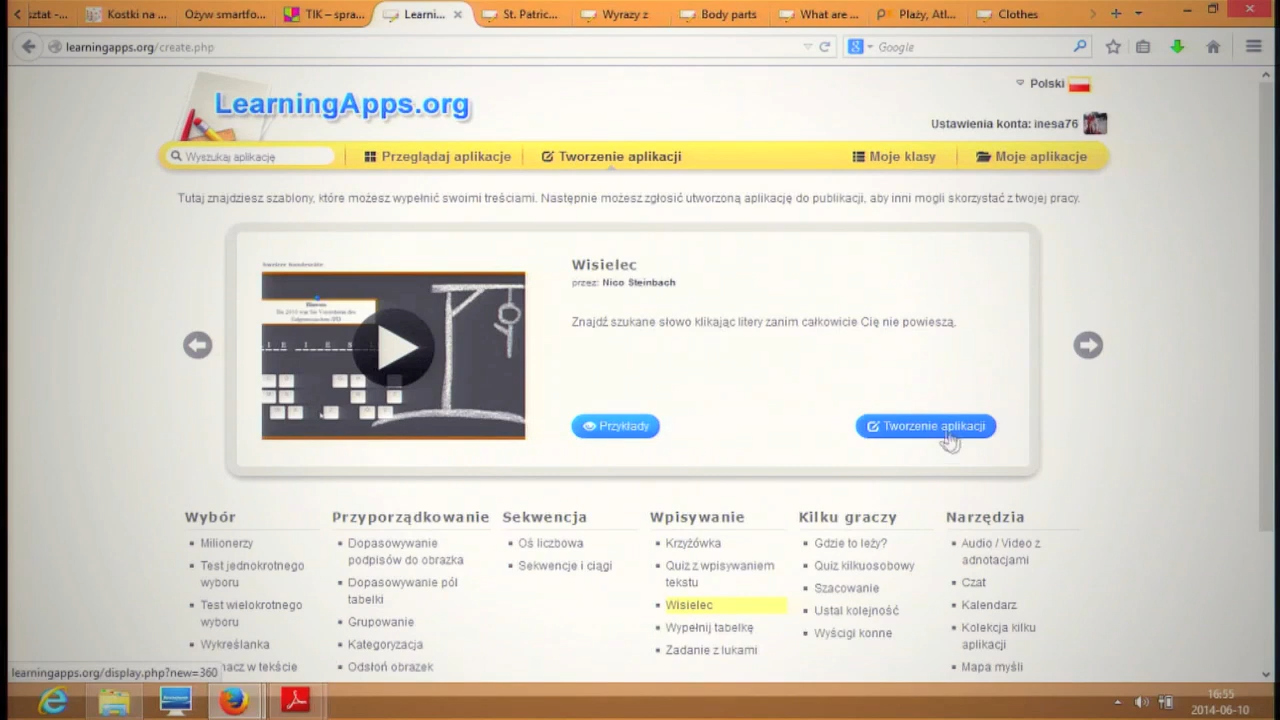 sztat -...
Kostki na ...
Ożyw smartfo...
TIK – spra...
Learni...
St. Patric...
Wyrazy z
Body parts
What are ...
Plaży, Atl...
Clothes
learningapps.org/create.php
Google
LearningApps.org
Polski
Ustawienia konta: inesa76
Wyszukaj aplikację
Przeglądaj aplikacje
Tworzenie aplikacji
Moje klasy
Moje aplikacje
Tutaj znajdziesz szablony, które możesz wypełnić swoimi treściami. Następnie możesz zgłosić utworzoną aplikację do publikacji, aby inni mogli skorzystać z twojej pracy.
Wisielec
przez: Nico Steinbach
Znajdź szukane słowo klikając litery zanim całkowicie Cię nie powieszą.
Przykłady
Tworzenie aplikacji
Wybór
Milionerzy
Test jednokrotnego
wyboru
Test wielokrotnego
wyboru
Wykreślanka
nacz w tekście
Przyporządkowanie
Dopasowywanie
podpisów do obrazka
Dopasowywanie pól
tabelki
Grupowanie
Kategoryzacja
Odsłoń obrazek
Sekwencja
Oś liczbowa
Sekwencje i ciągi
Wpisywanie
Krzyżówka
Quiz z wpisywaniem
tekstu
Wisielec
Wypełnij tabelkę
Zadanie z lukami
Kilku graczy
Gdzie to leży?
Quiz kilkuosobowy
Szacowanie
Ustal kolejność
Wyścigi konne
Narzędzia
Audio / Video z
adnotacjami
Czat
Kalendarz
Kolekcja kilku
aplikacji
Mapa myśli
learningapps.org/display.php?new=360
16:55
2014-06-10